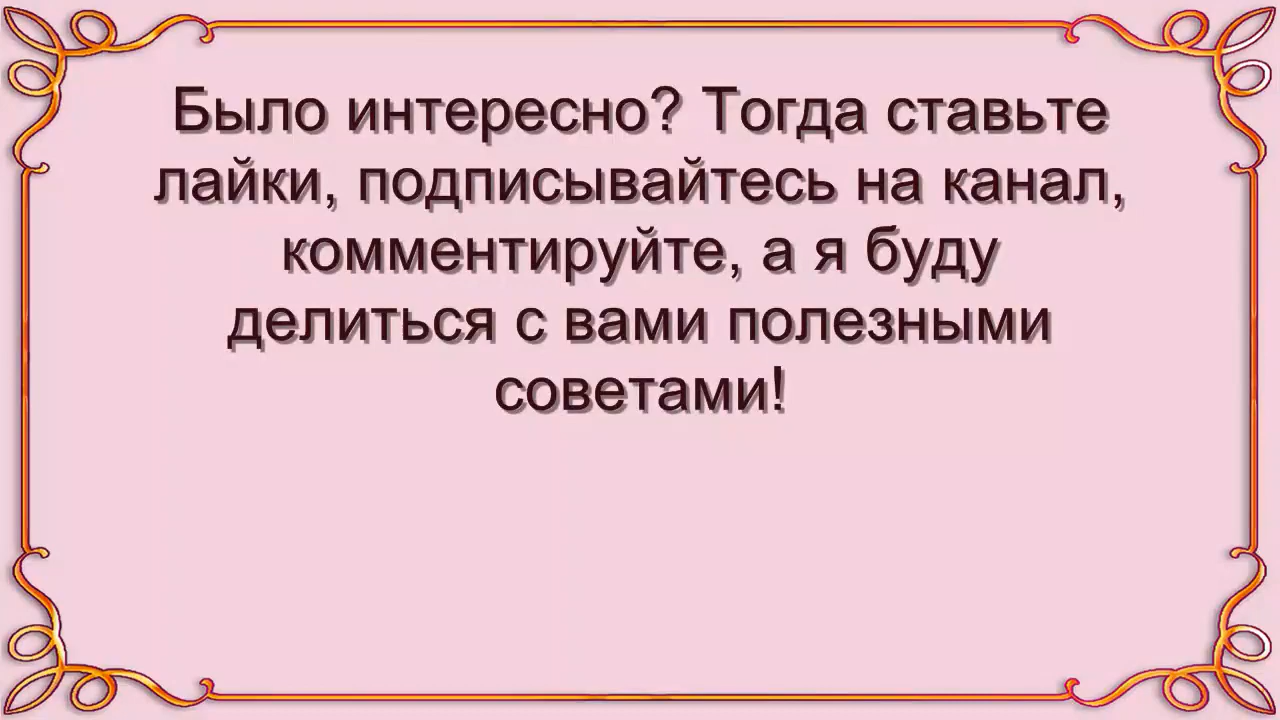 Было интересно? Тогда ставьте
лайки, подписывайтесь на канал,
комментируйте, а я буду
делиться с вами полезными
советами!